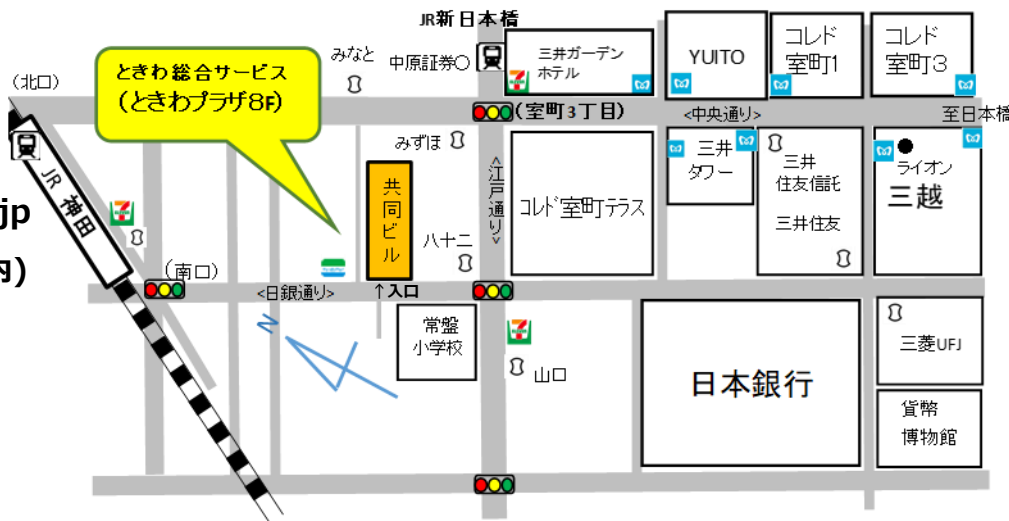 JR新日本橋
みなと
中原証券〇
三井ガーデン
ホテル
YUITO
コレド
室町1
コレド
室町3
(北口)
ときわ総合サービス
(ときわプラザ8F)
(室町3丁目)
<中央通り>
至日本橋
みずほ
<江戸通り>
三井
タワー
三井
住友信託
三井住友
ライオン
三越
JR 神田
共同ビル
コレド室町テラス
八十二
jp
内)
(南口)
<日銀通り>
↑入口
N
常盤
小学校
山口
日本銀行
三菱UFJ
貨幣
博物館